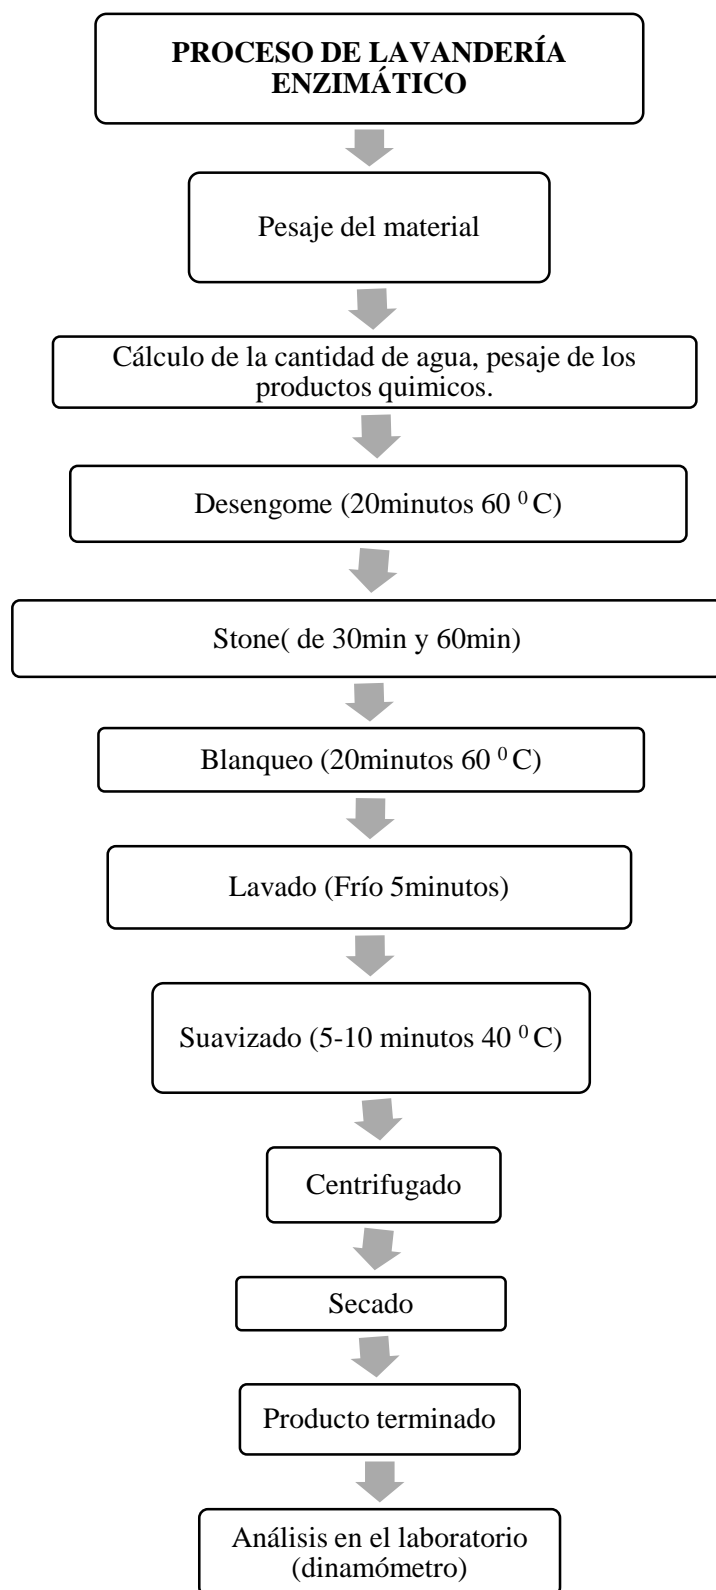 PROCESO DE LAVANDERÍA
ENZIMÁTICO
Pesaje del material
Cálculo de la cantidad de agua, pesaje de los
productos quimicos.
Desengome (20minutos 60 ⁰ C)
Stone( de 30min y 60min)
Blanqueo (20minutos 60 ⁰ C)
Lavado (Frío 5minutos)
Suavizado (5-10 minutos 40 ⁰ C)
Centrifugado
Secado
Producto terminado
Análisis en el laboratorio
(dinamómetro)